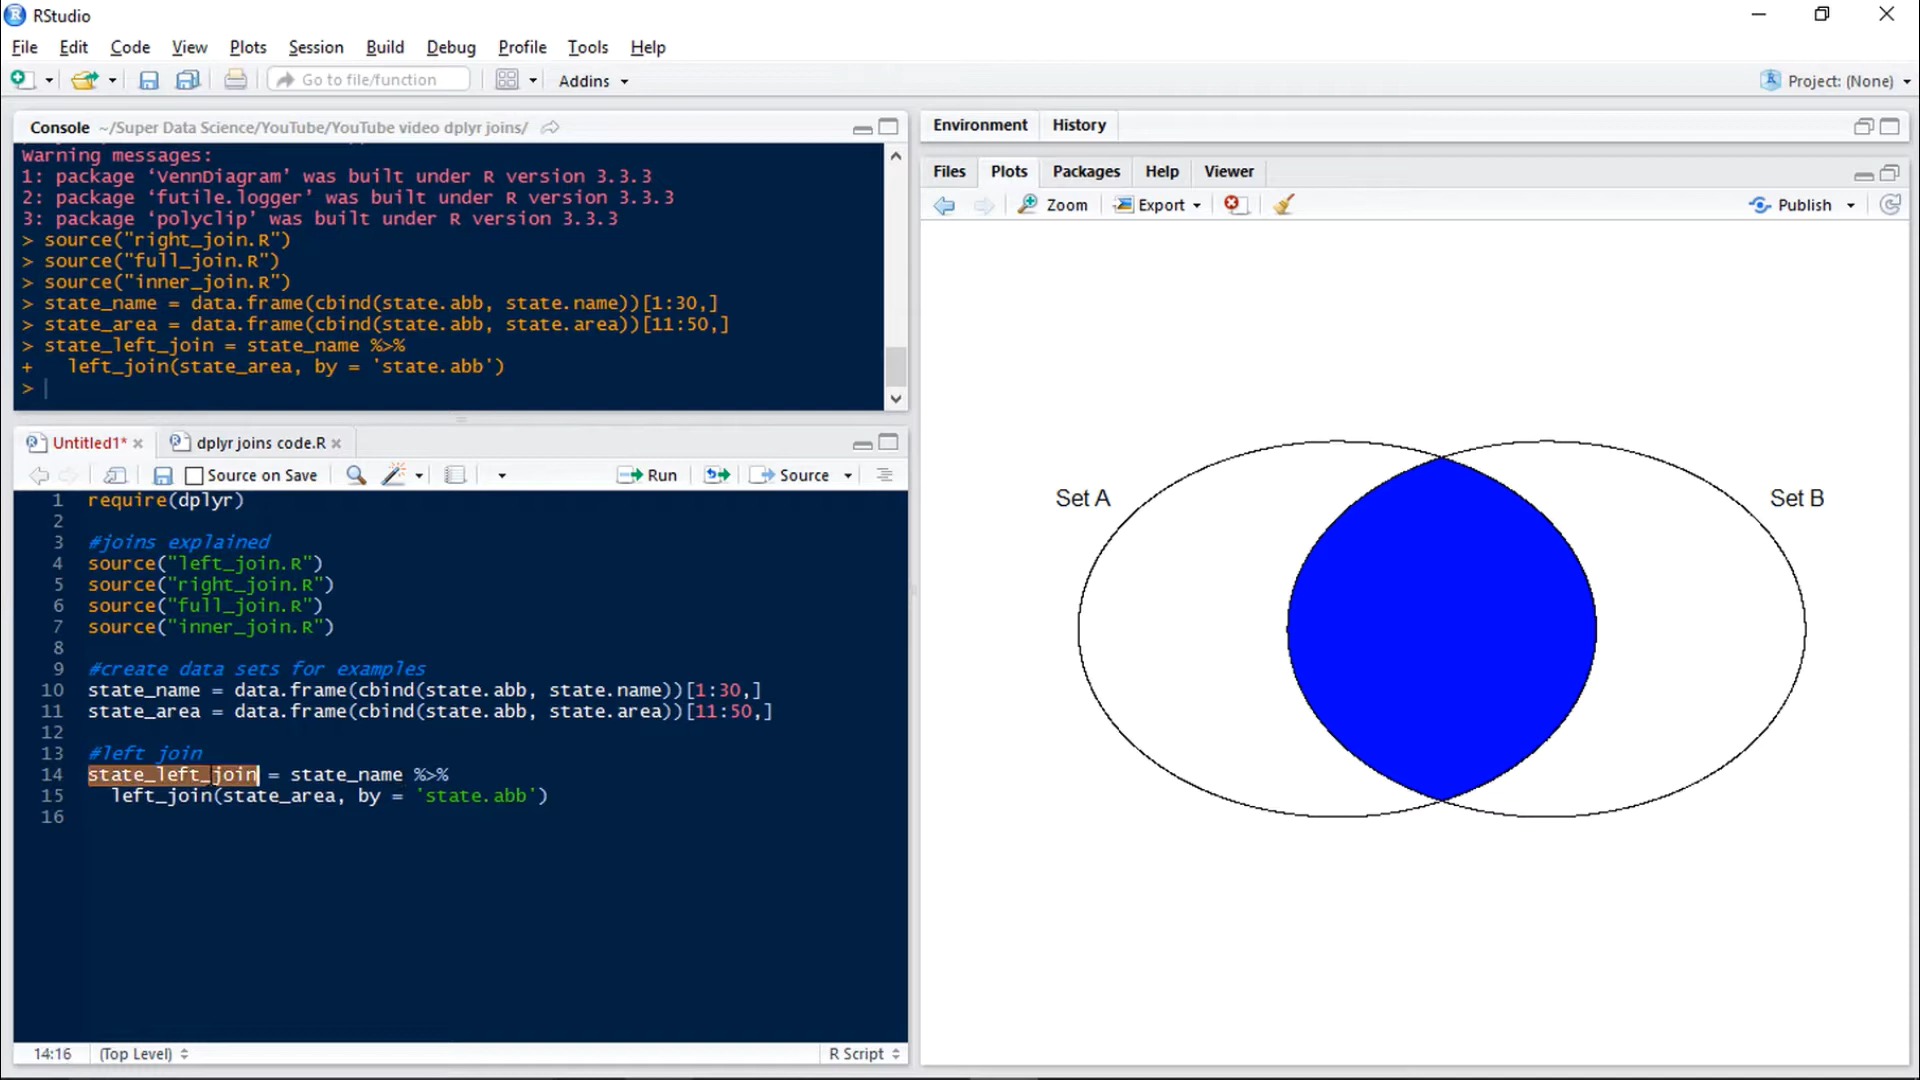 RStudio
File Edit Code View Plots Session Build Debug Profile Tools Help
Go to file/function Addins Project: (None)
Console ~/Super Data Science/YouTube/YouTube video dplyr joins/
Warning messages:
1: package ‘VennDiagram’ was built under R version 3.3.3
2: package ‘futile.logger’ was built under R version 3.3.3
3: package ‘polyclip’ was built under R version 3.3.3
> source("right_join.R")
> source("full_join.R")
> source("inner_join.R")
> state_name = data.frame(cbind(state.abb, state.name))[1:30,]
> state_area = data.frame(cbind(state.abb, state.area))[11:50,]
> state_left_join = state_name %>%
+   left_join(state_area, by = 'state.abb')
>
Untitled1* dplyr joins code.R
Source on Save Run Source
1 require(dplyr)
2
3 #joins explained
4 source("left_join.R")
5 source("right_join.R")
6 source("full_join.R")
7 source("inner_join.R")
8
9 #create data sets for examples
10 state_name = data.frame(cbind(state.abb, state.name))[1:30,]
11 state_area = data.frame(cbind(state.abb, state.area))[11:50,]
12
13 #left join
14 state_left_join = state_name %>%
15   left_join(state_area, by = 'state.abb')
16
14:16 (Top Level) R Script
Environment History
Files Plots Packages Help Viewer
Zoom Export Publish
Set A Set B